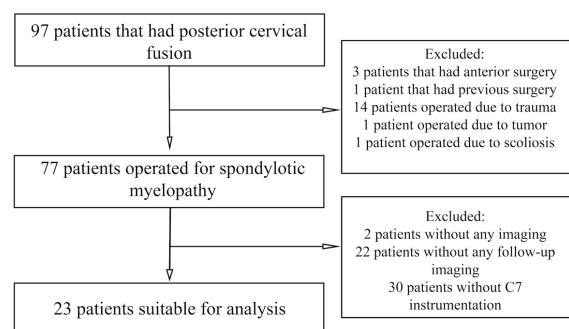 97 patients that had posterior cervical
fusion
Excluded:
3 patients that had anterior surgery
1 patient that had previous surgery
14 patients operated due to trauma
1 patient operated due to tumor
1 patient operated due to scoliosis
77 patients operated for spondylotic
myelopathy
Excluded:
2 patients without any imaging
22 patients without any follow-up
imaging
30 patients without C7
instrumentation
23 patients suitable for analysis